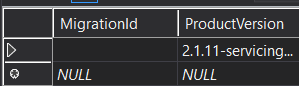 MigrationId ProductVersion
2.1.11-servicing...
NULL NULL